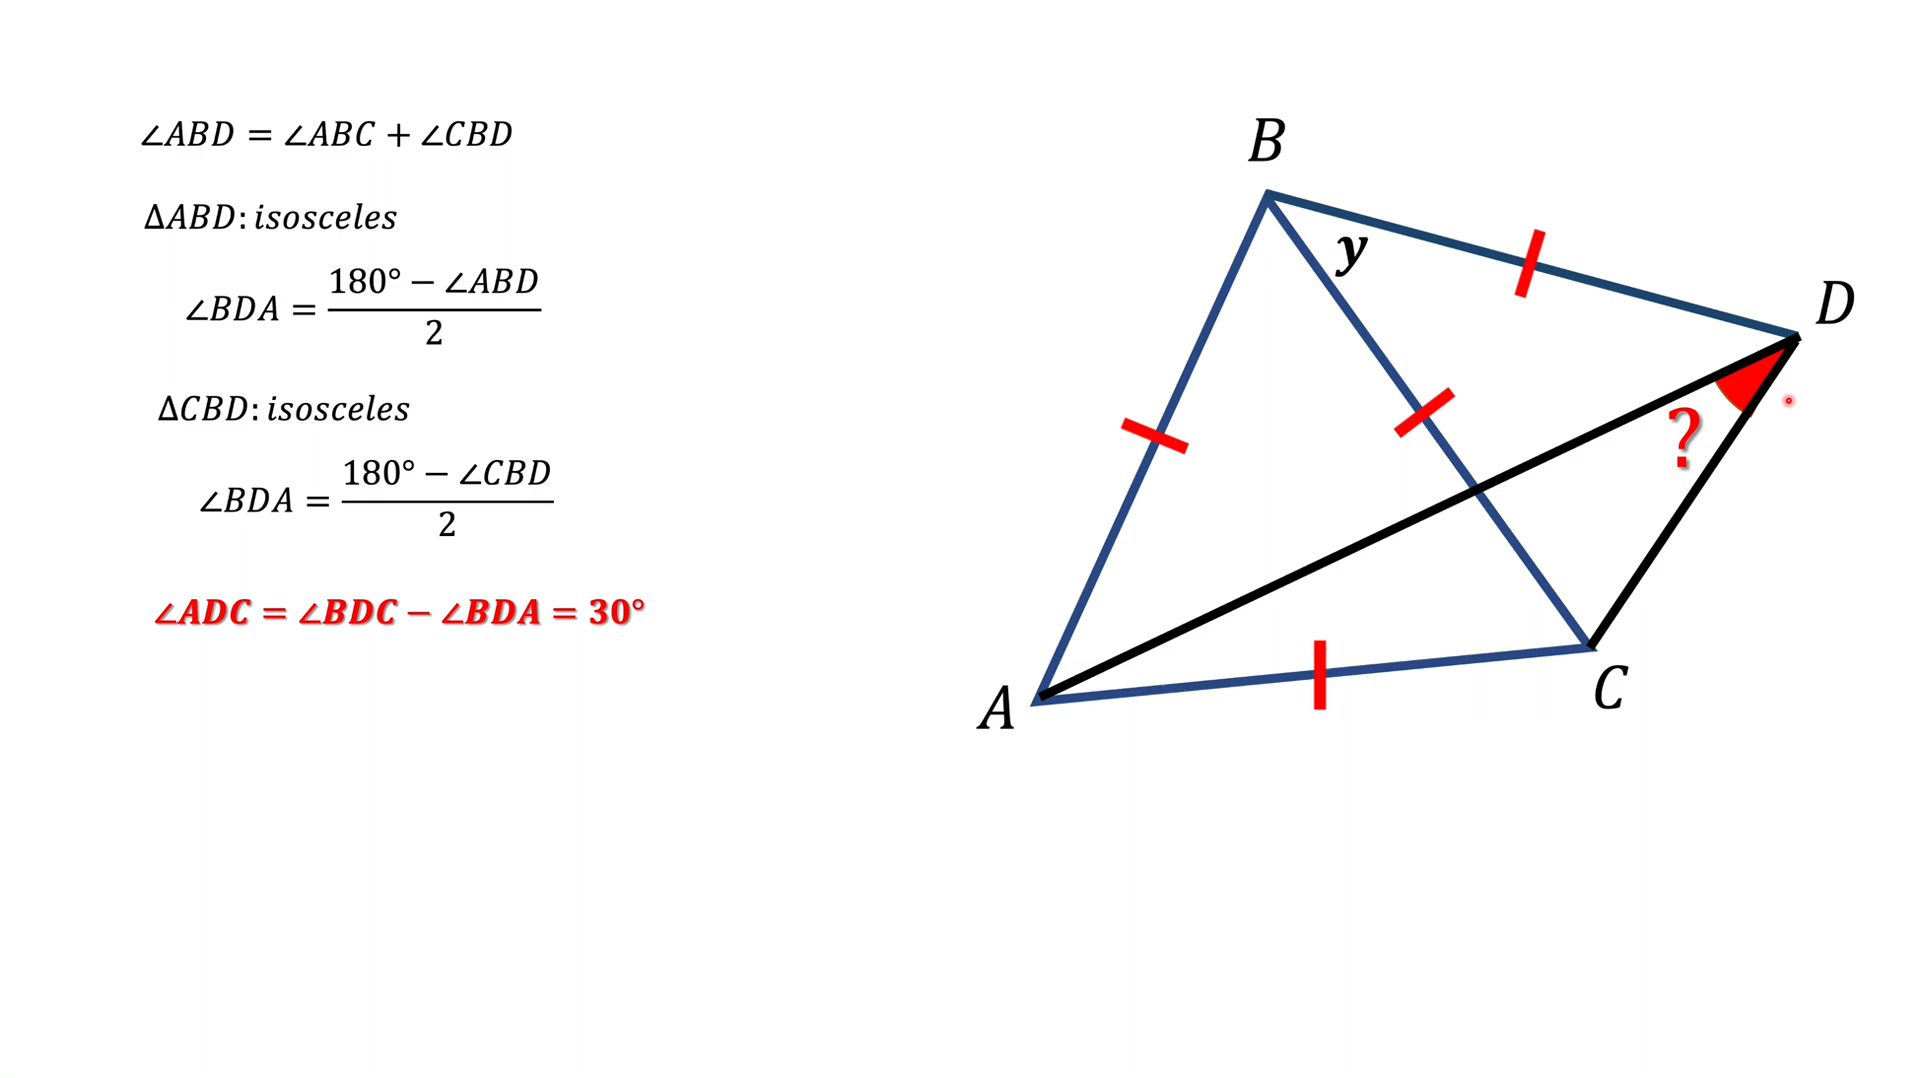 ∠ABD = ∠ABC + ∠CBD
ΔABD: isosceles
∠BDA = (180° − ∠ABD)/2
ΔCBD: isosceles
∠BDA = (180° − ∠CBD)/2
∠ADC = ∠BDC − ∠BDA = 30°
B
y
D
?
A
C